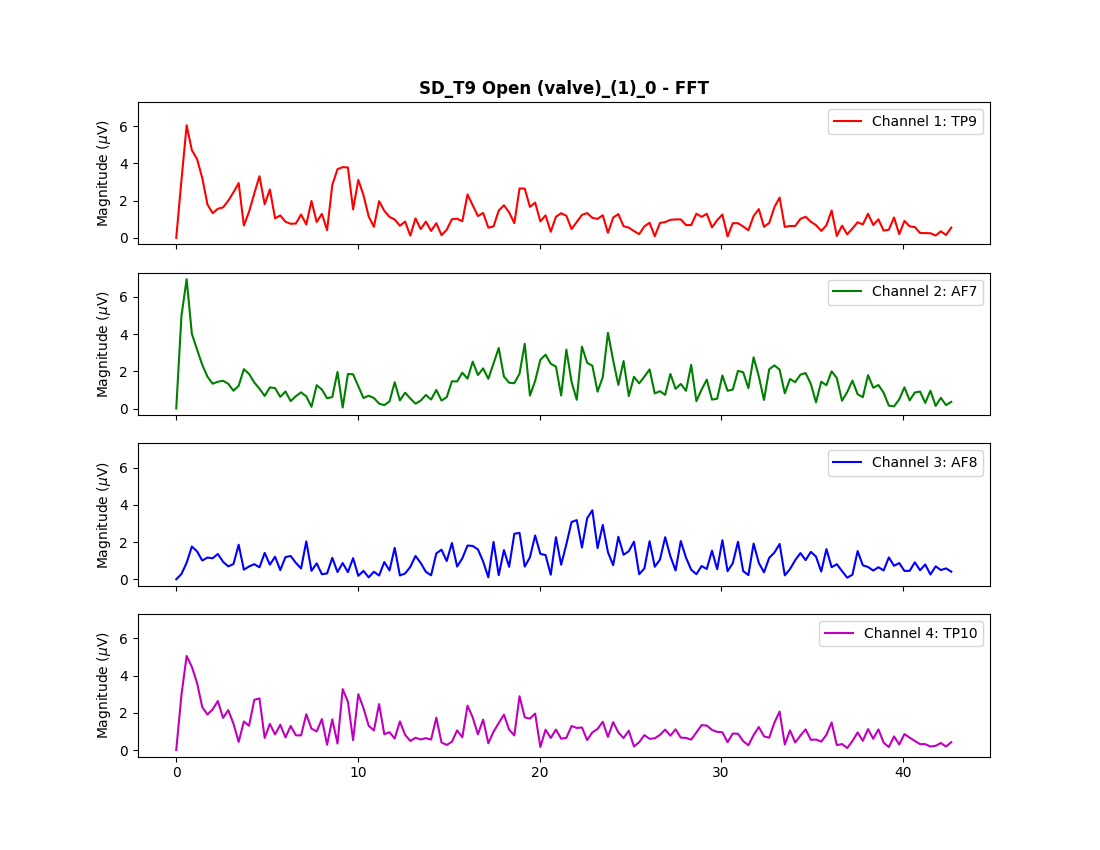 SD_T9 Open (valve)_(1)_0 - FFT
Magnitude (μV)
6
4
2
0
Channel 1: TP9
Magnitude (μV)
6
4
2
0
Channel 2: AF7
Magnitude (μV)
6
4
2
0
Channel 3: AF8
Magnitude (μV)
6
4
2
0
Channel 4: TP10
0 10 20 30 40